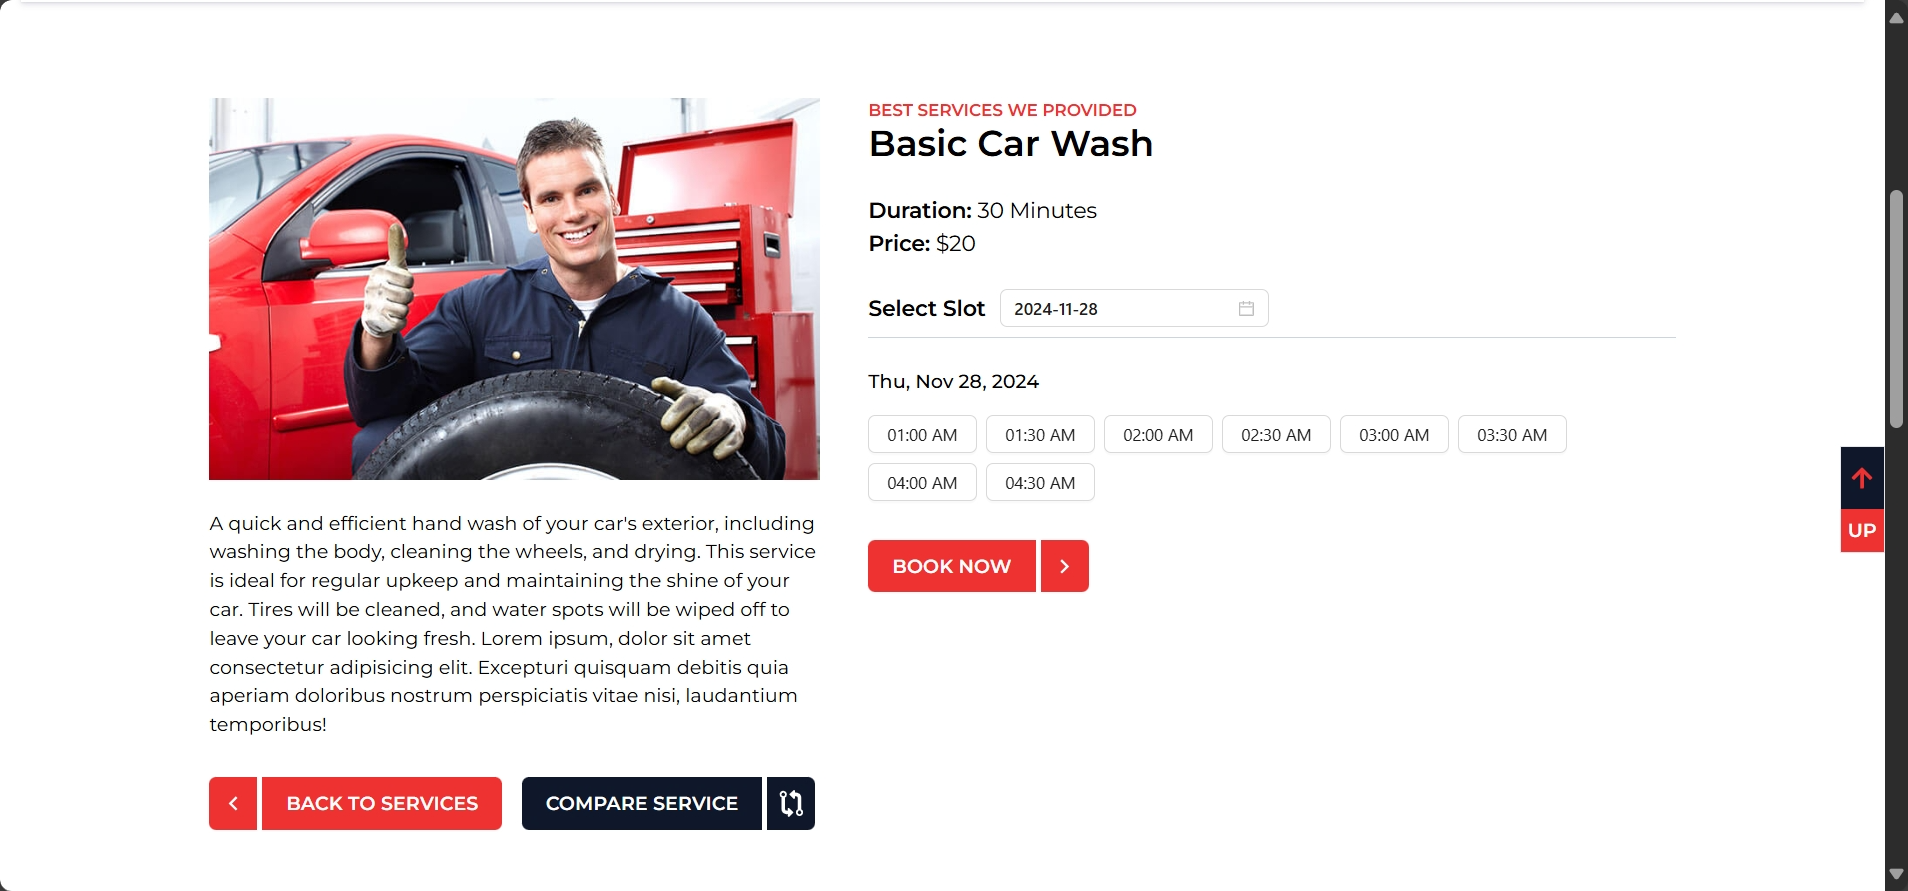 BEST SERVICES WE PROVIDED
Basic Car Wash
Duration: 30 Minutes
Price: $20
Select Slot 2024-11-28
Thu, Nov 28, 2024
01:00 AM 01:30 AM 02:00 AM 02:30 AM 03:00 AM 03:30 AM
04:00 AM 04:30 AM
BOOK NOW
A quick and efficient hand wash of your car's exterior, including
washing the body, cleaning the wheels, and drying. This service
is ideal for regular upkeep and maintaining the shine of your
car. Tires will be cleaned, and water spots will be wiped off to
leave your car looking fresh. Lorem ipsum, dolor sit amet
consectetur adipisicing elit. Excepturi quisquam debitis quia
aperiam doloribus nostrum perspiciatis vitae nisi, laudantium
temporibus!
BACK TO SERVICES
COMPARE SERVICE
UP